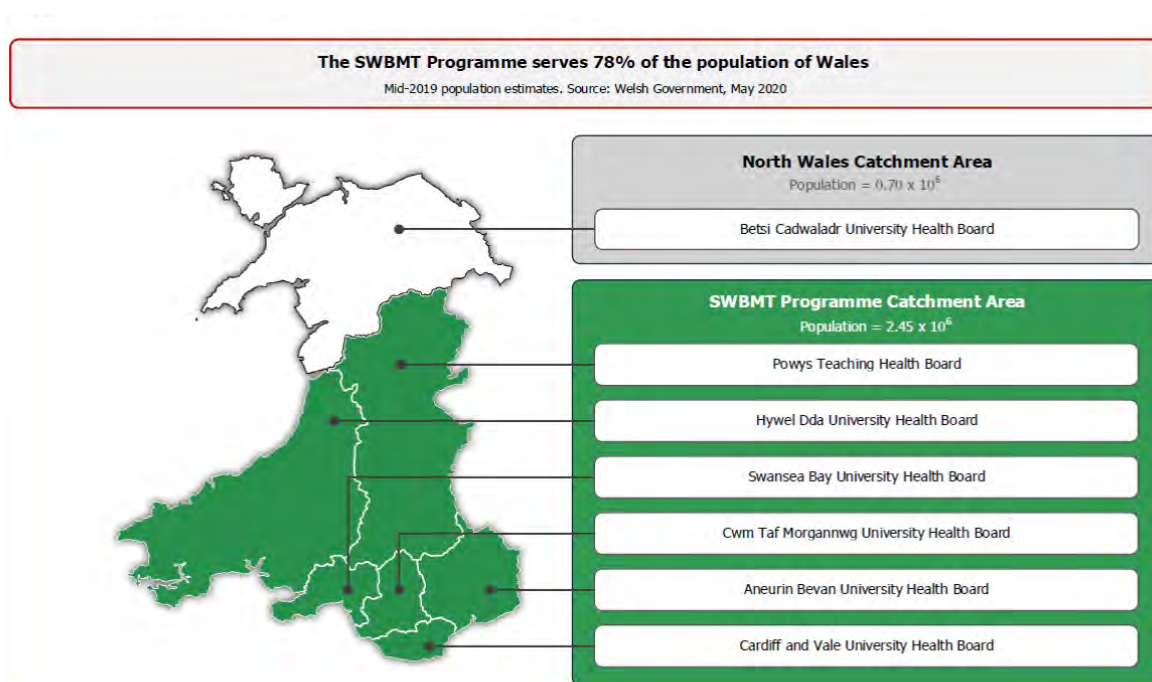 The SWBMT Programme serves 78% of the population of Wales
Mid-2019 population estimates. Source: Welsh Government, May 2020
North Wales Catchment Area
Population = 0.70 x 10⁶
Betsi Cadwaladr University Health Board
SWBMT Programme Catchment Area
Population = 2.45 x 10⁶
Powys Teaching Health Board
Hywel Dda University Health Board
Swansea Bay University Health Board
Cwm Taf Morgannwg University Health Board
Aneurin Bevan University Health Board
Cardiff and Vale University Health Board